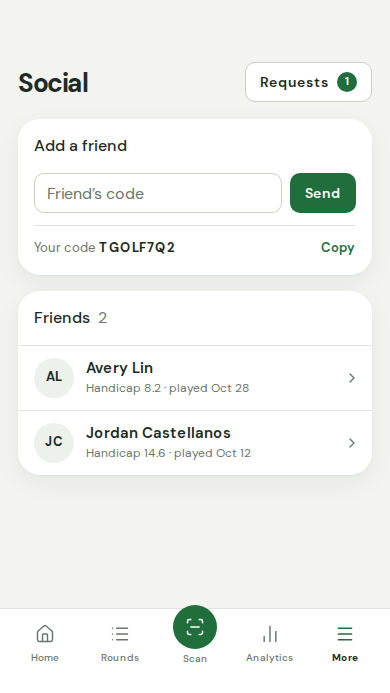 Social
Requests 1
Add a friend
Friend's code
Send
Your code TGOLF7Q2
Copy
Friends 2
AL
Avery Lin
Handicap 8.2 · played Oct 28
JC
Jordan Castellanos
Handicap 14.6 · played Oct 12
Home
Rounds
Scan
Analytics
More